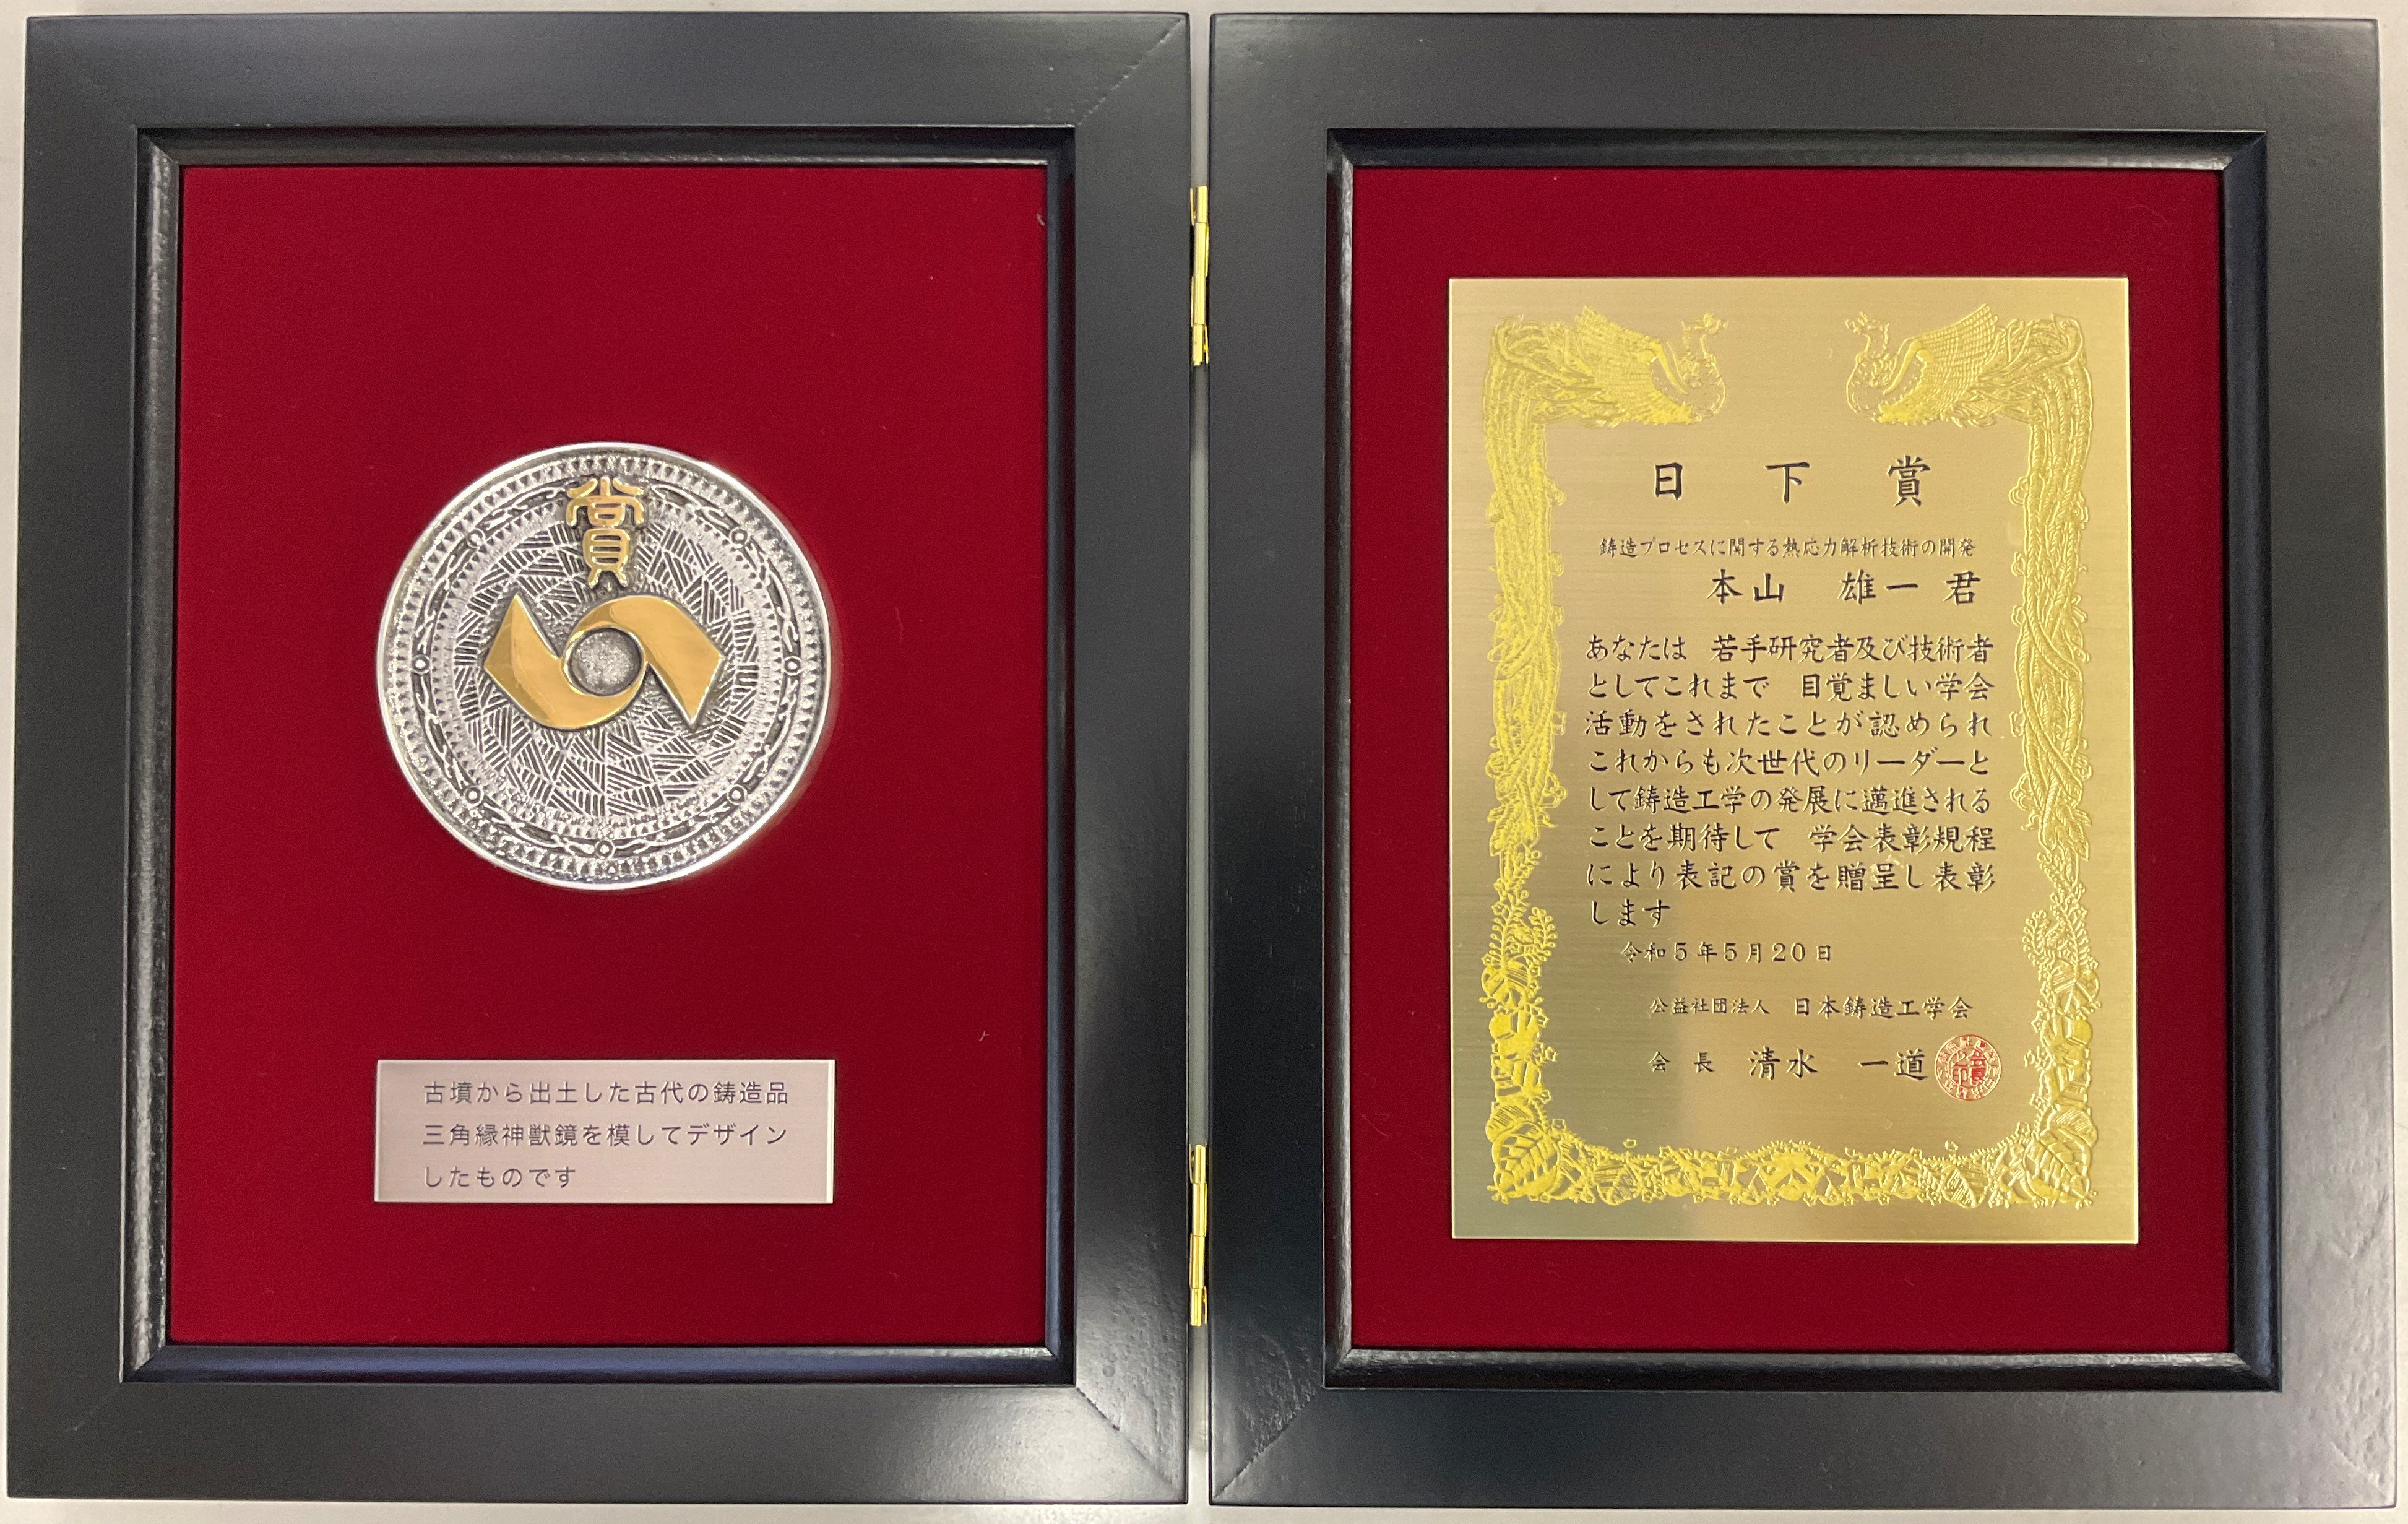 賞
古墳から出土した古代の鋳造品
三角縁神獣鏡を模してデザイン
したものです
日下賞
鋳造プロセスに関する熱応力解析技術の開発
本山 雄一 君
あなたは 若手研究者及び技術者
としてこれまで 目覚ましい学会
活動をされたことが認められ
これからも次世代のリーダーと
して鋳造工学の発展に邁進される
ことを期待して 学会表彰規程
により表記の賞を贈呈し表彰
します
令和5年5月20日
公益社団法人 日本鋳造工学会
会長 清水 一道